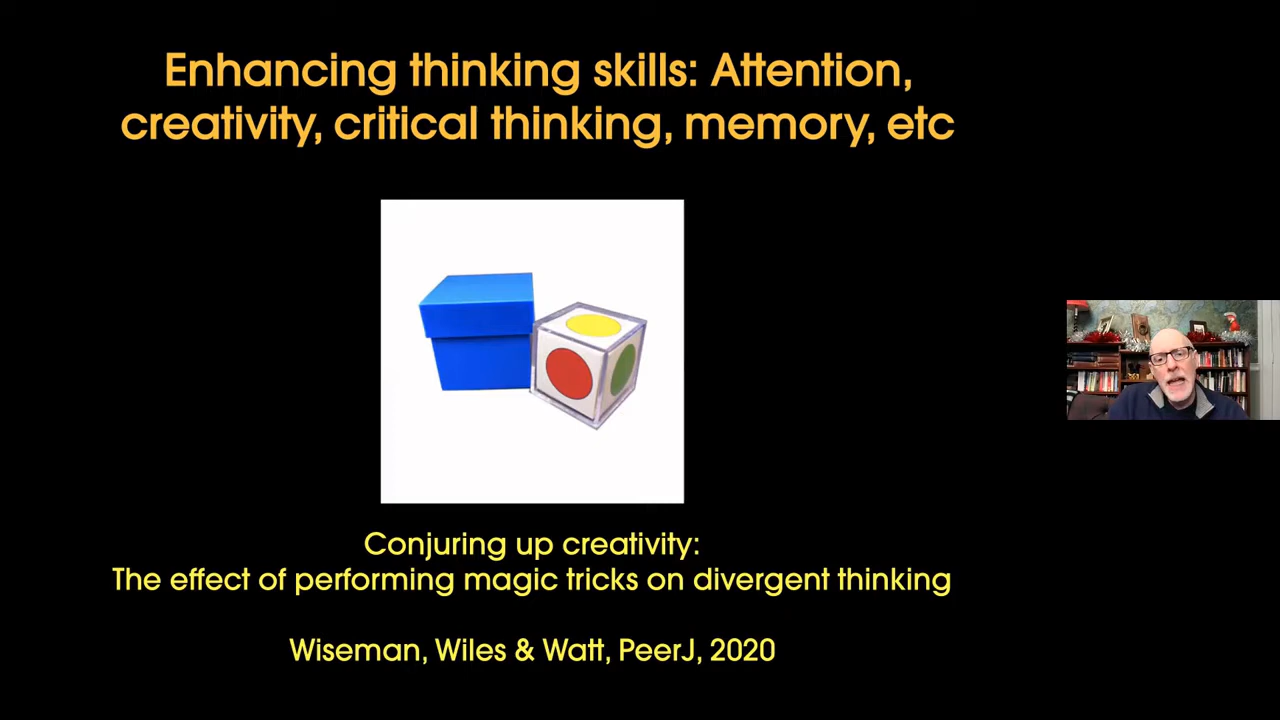 Enhancing thinking skills: Attention,
creativity, critical thinking, memory, etc
Conjuring up creativity:
The effect of performing magic tricks on divergent thinking
Wiseman, Wiles & Watt, PeerJ, 2020